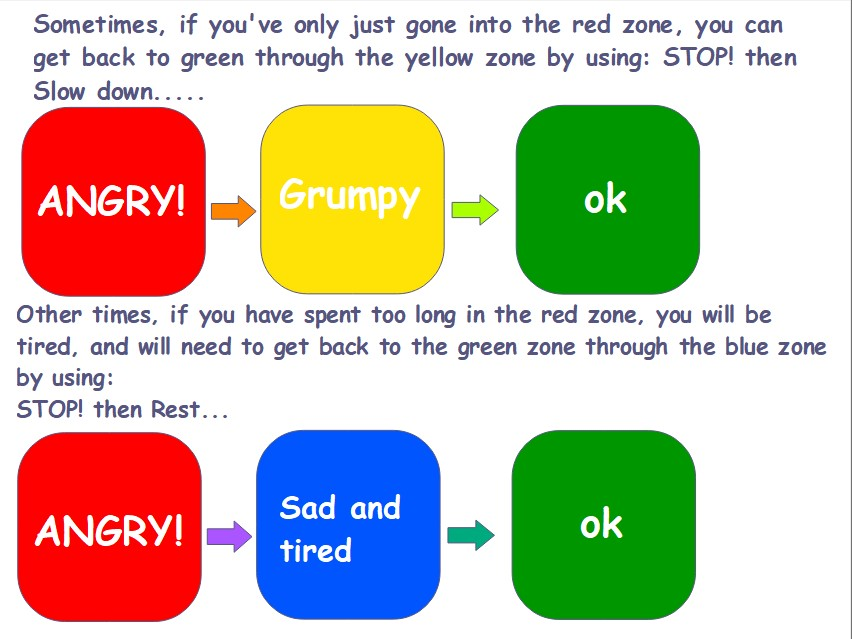 Sometimes, if you've only just gone into the red zone, you can
get back to green through the yellow zone by using: STOP! then
Slow down.....
ANGRY!
Grumpy
ok
Other times, if you have spent too long in the red zone, you will be
tired, and will need to get back to the green zone through the blue zone
by using:
STOP! then Rest...
ANGRY!
Sad and
tired
ok